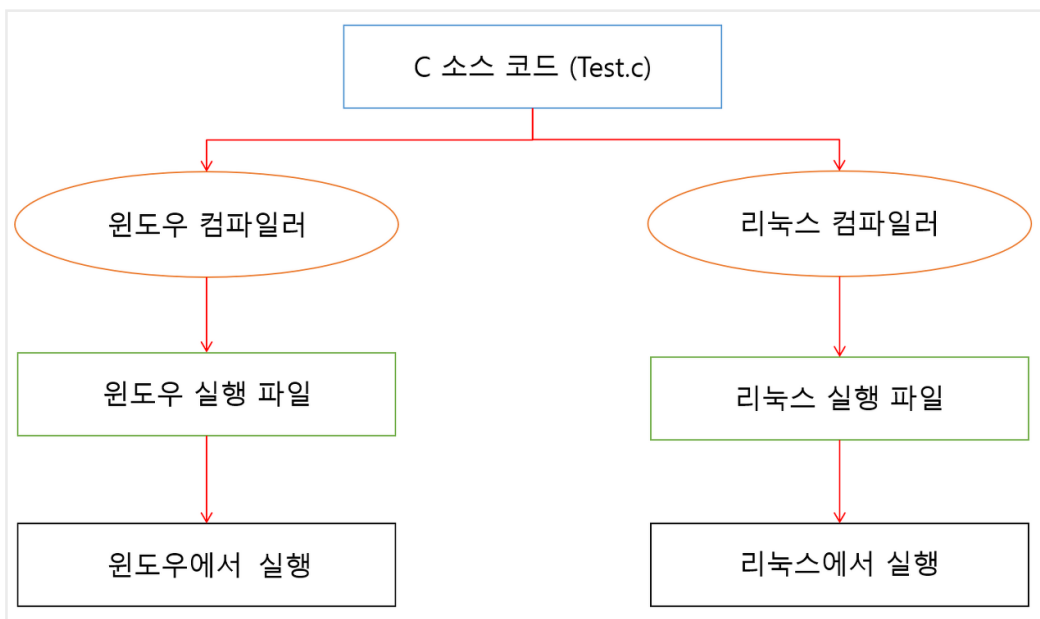 C 소스 코드 (Test.c)
윈도우 컴파일러
리눅스 컴파일러
윈도우 실행 파일
리눅스 실행 파일
윈도우에서 실행
리눅스에서 실행